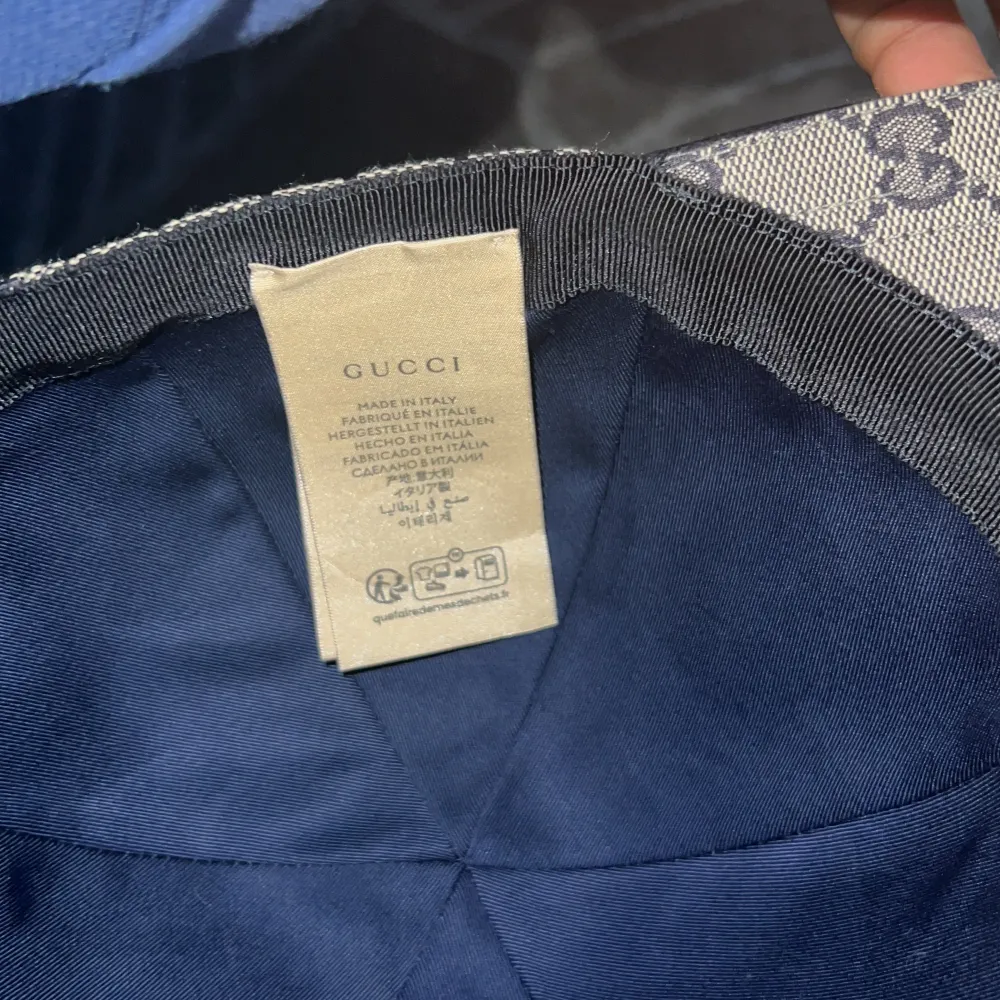 GUCCI
MADE IN ITALY
FABRIQUÉ EN ITALIE
HERGESTELLT IN ITALIEN
HECHO EN ITALIA
FABRICADO EM ITÁLIA
СДЕЛАНО В ИТАЛИИ
产地:意大利
イタリア製
صنع في إيطاليا
이태리제
quefairedemesdechets.fr